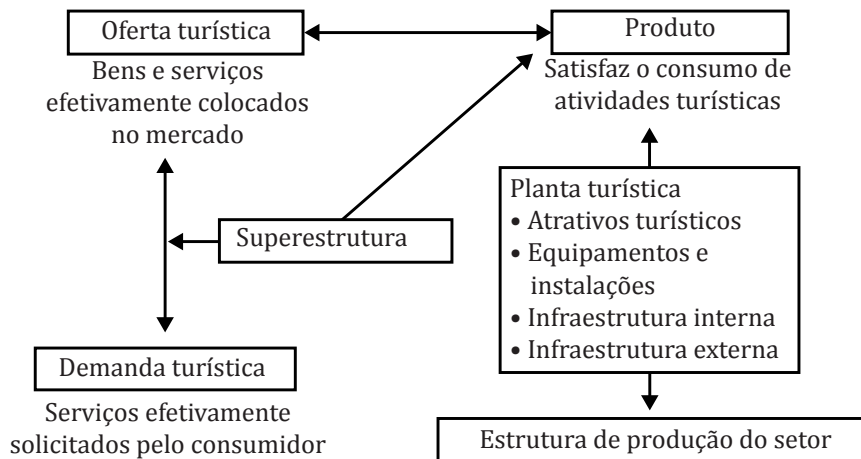 Oferta turística
Bens e serviços
efetivamente colocados
no mercado
Produto
Satisfaz o consumo de
atividades turísticas
Superestrutura
Planta turística
• Atrativos turísticos
• Equipamentos e
instalações
• Infraestrutura interna
• Infraestrutura externa
Demanda turística
Serviços efetivamente
solicitados pelo consumidor
Estrutura de produção do setor